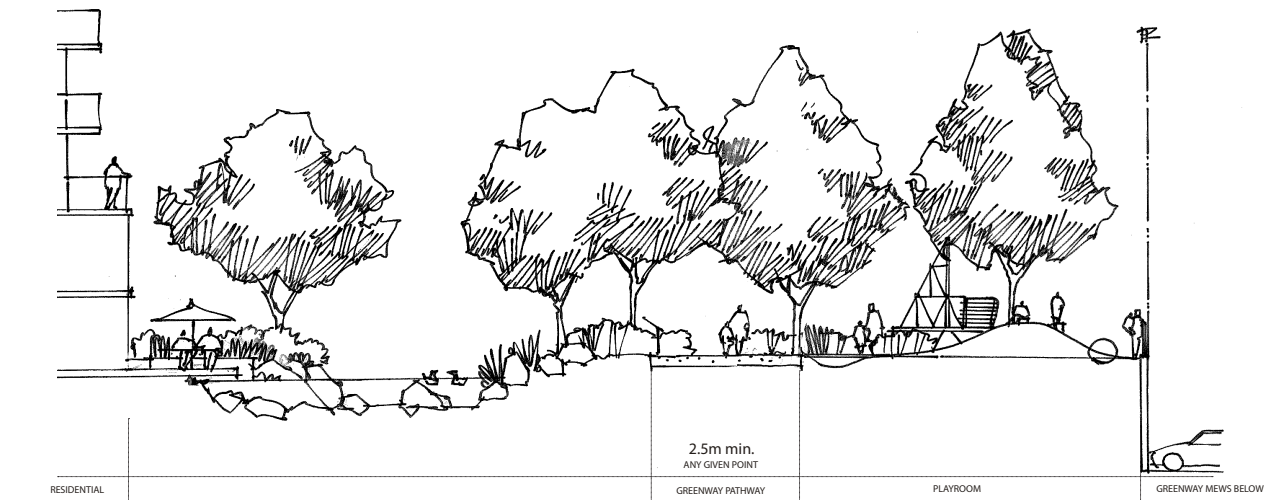 2.5m min.
ANY GIVEN POINT
RESIDENTIAL
GREENWAY PATHWAY
PLAYROOM
GREENWAY MEWS BELOW